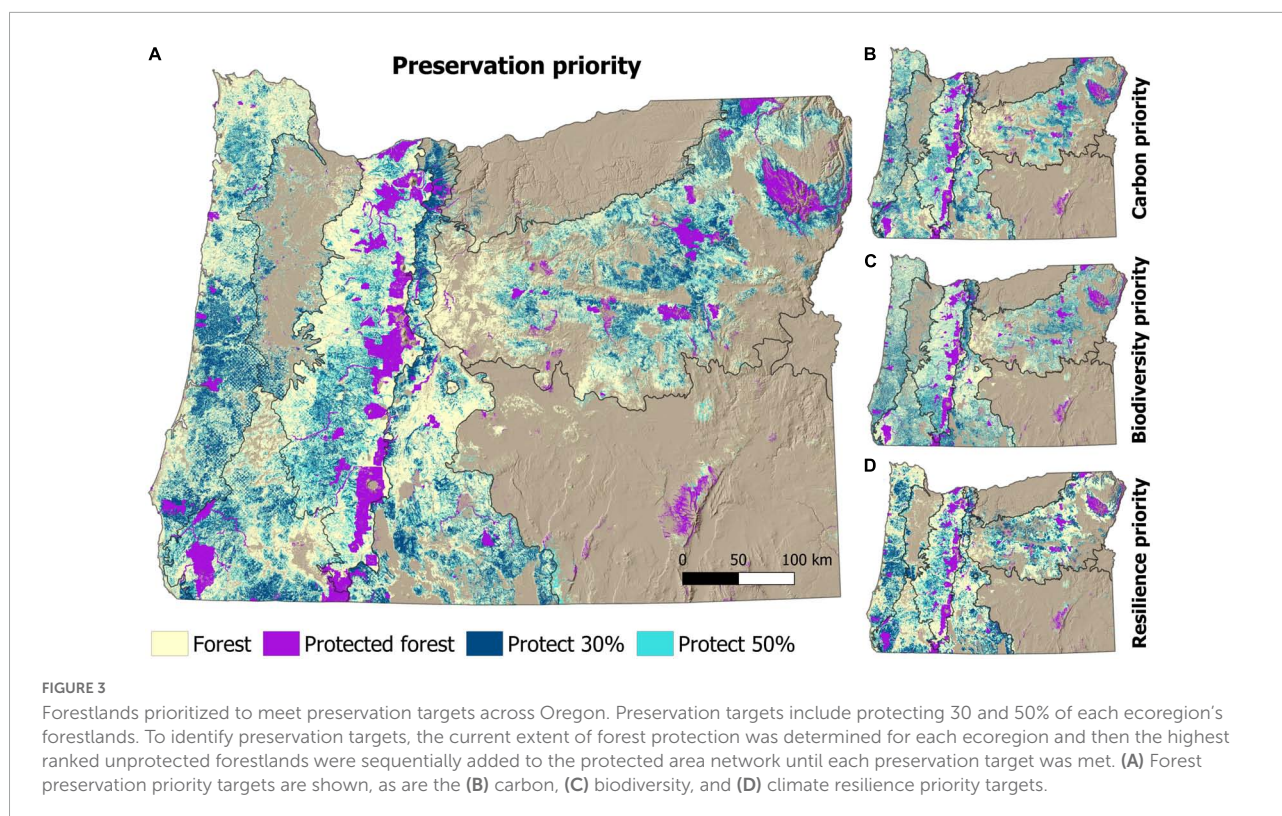 A
Preservation priority
0 50 100 km
Forest Protected forest Protect 30% Protect 50%
B
Carbon priority
C
Biodiversity priority
D
Resilience priority
FIGURE 3
Forestlands prioritized to meet preservation targets across Oregon. Preservation targets include protecting 30 and 50% of each ecoregion's
forestlands. To identify preservation targets, the current extent of forest protection was determined for each ecoregion and then the highest
ranked unprotected forestlands were sequentially added to the protected area network until each preservation target was met. (A) Forest
preservation priority targets are shown, as are the (B) carbon, (C) biodiversity, and (D) climate resilience priority targets.